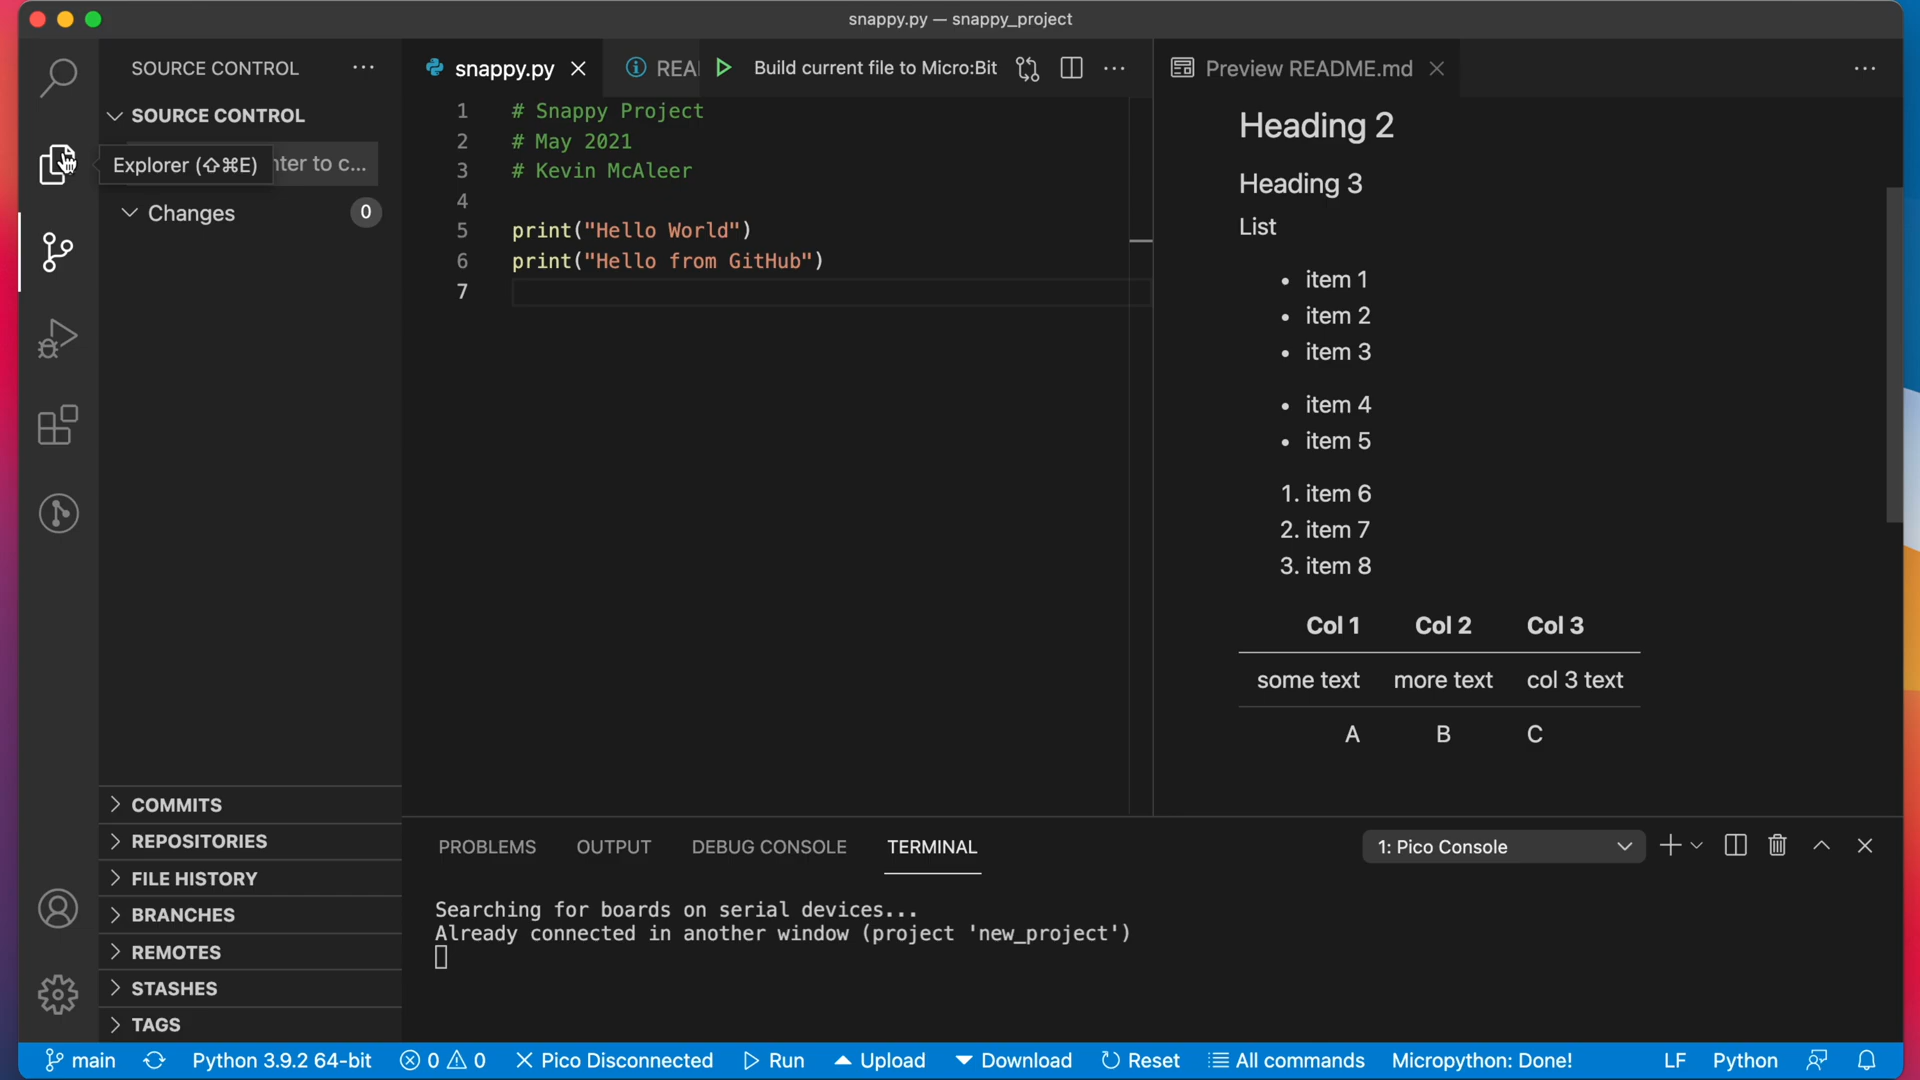 snappy.py — snappy_project
SOURCE CONTROL
SOURCE CONTROL
Explorer (⇧⌘E)
nter to c...
Changes
0
COMMITS
REPOSITORIES
FILE HISTORY
BRANCHES
REMOTES
STASHES
TAGS
snappy.py
REA
Build current file to Micro:Bit
1 # Snappy Project
2 # May 2021
3 # Kevin McAleer
4
5 print("Hello World")
6 print("Hello from GitHub")
7
Preview README.md
Heading 2
Heading 3
List
• item 1
• item 2
• item 3
• item 4
• item 5
1. item 6
2. item 7
3. item 8
Col 1 Col 2 Col 3
some text more text col 3 text
A B C
PROBLEMS OUTPUT DEBUG CONSOLE TERMINAL
1: Pico Console
Searching for boards on serial devices...
Already connected in another window (project 'new_project')
main Python 3.9.2 64-bit 0 0 Pico Disconnected Run Upload Download Reset All commands Micropython: Done! LF Python